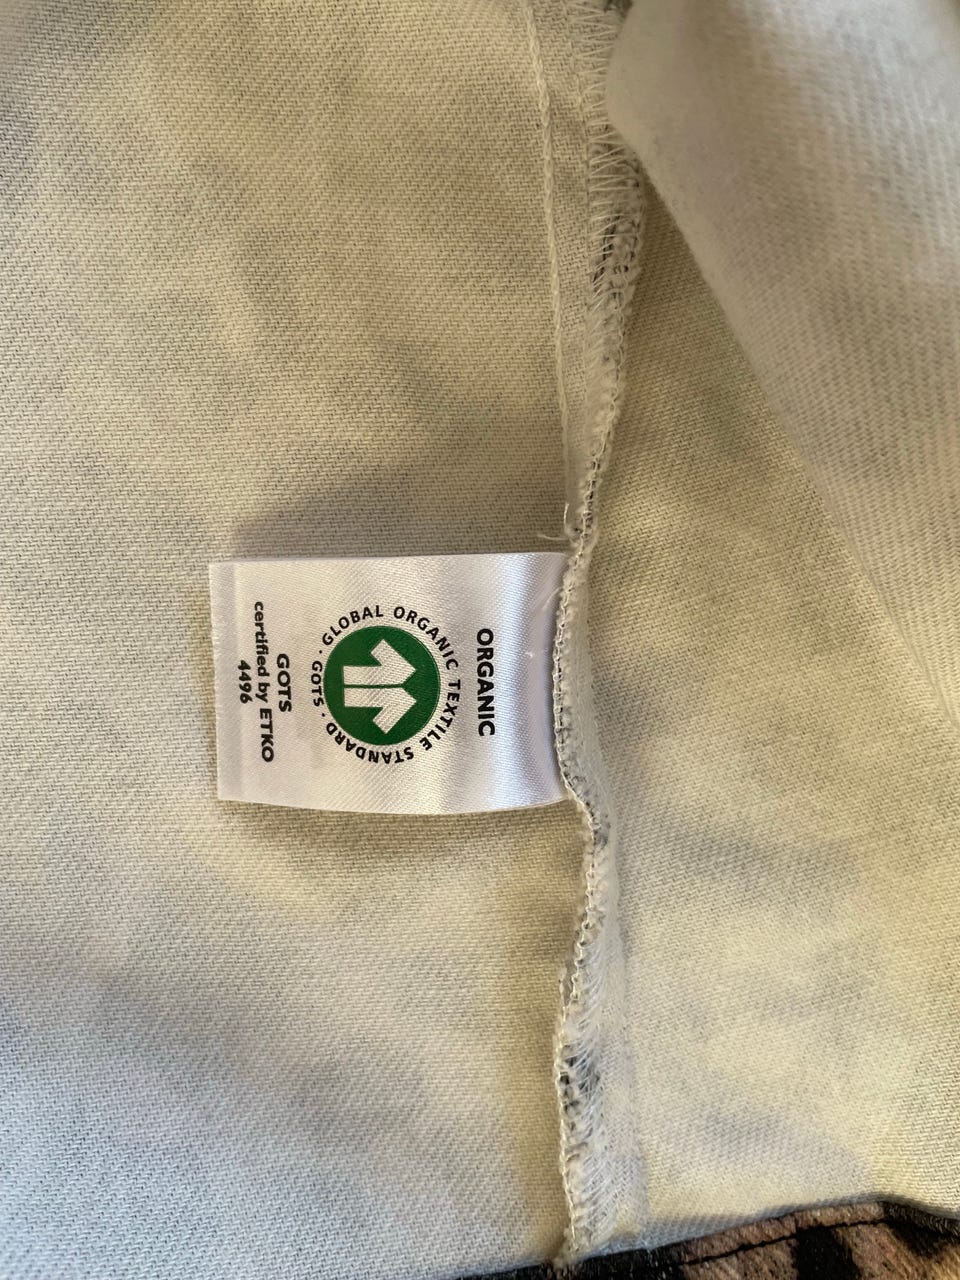 ORGANIC
GLOBAL ORGANIC TEXTILE STANDARD · GOTS ·
GOTS
certified by ETKO
4496